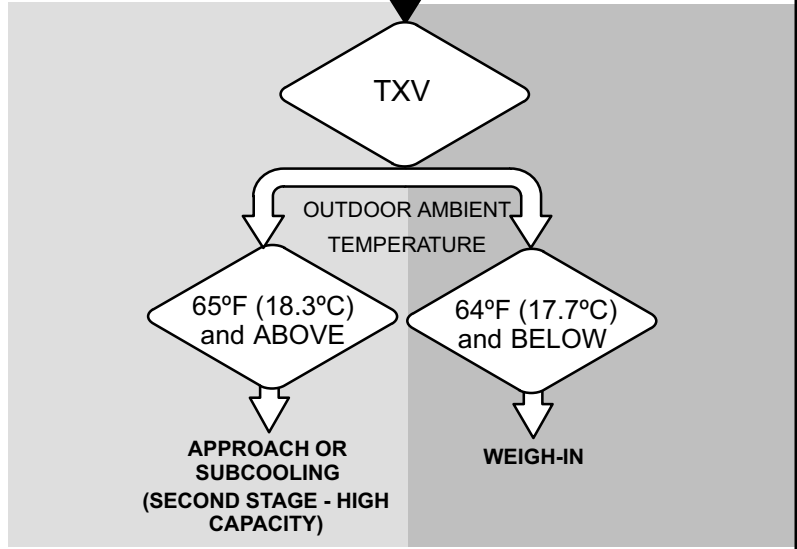 TXV
OUTDOOR AMBIENT
TEMPERATURE
65ºF (18.3ºC)
and ABOVE
64ºF (17.7ºC)
and BELOW
APPROACH OR
SUBCOOLING
(SECOND STAGE - HIGH
CAPACITY)
WEIGH-IN